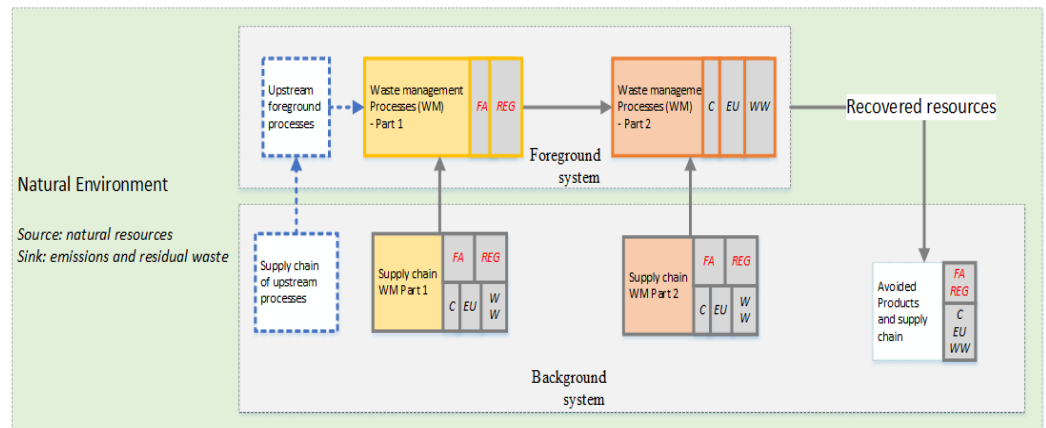 Upstream
foreground
processes
Waste management
Processes (WM)
- Part 1
FA
REG
Waste manageme
Processes (WM)
- Part 2
C
EU
WW
Recovered resources
Foreground
system
Natural Environment
Source: natural resources
Sink: emissions and residual waste
Supply chain
of upstream
processes
Supply chain
WM Part 1
FA
REG
C
EU
W
W
Supply chain
WM Part 2
FA
REG
C
EU
W
W
Avoided
Products
and supply
chain
FA
REG
C
EU
WW
Background
system